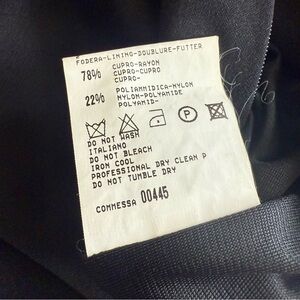 FODERA-LINING-DOUBLURE-FUTTER
78% CUPRO-RAYON
CUPRO-CUPRO
CUPRO-
22% POLIAMMIDICA-NYLON
NYLON-POLYAMIDE
POLYAMID-
P
DO NOT WASH
ITALIANO
DO NOT BLEACH
IRON COOL
PROFESSIONAL DRY CLEAN P
DO NOT TUMBLE DRY
COMMESSA 00445